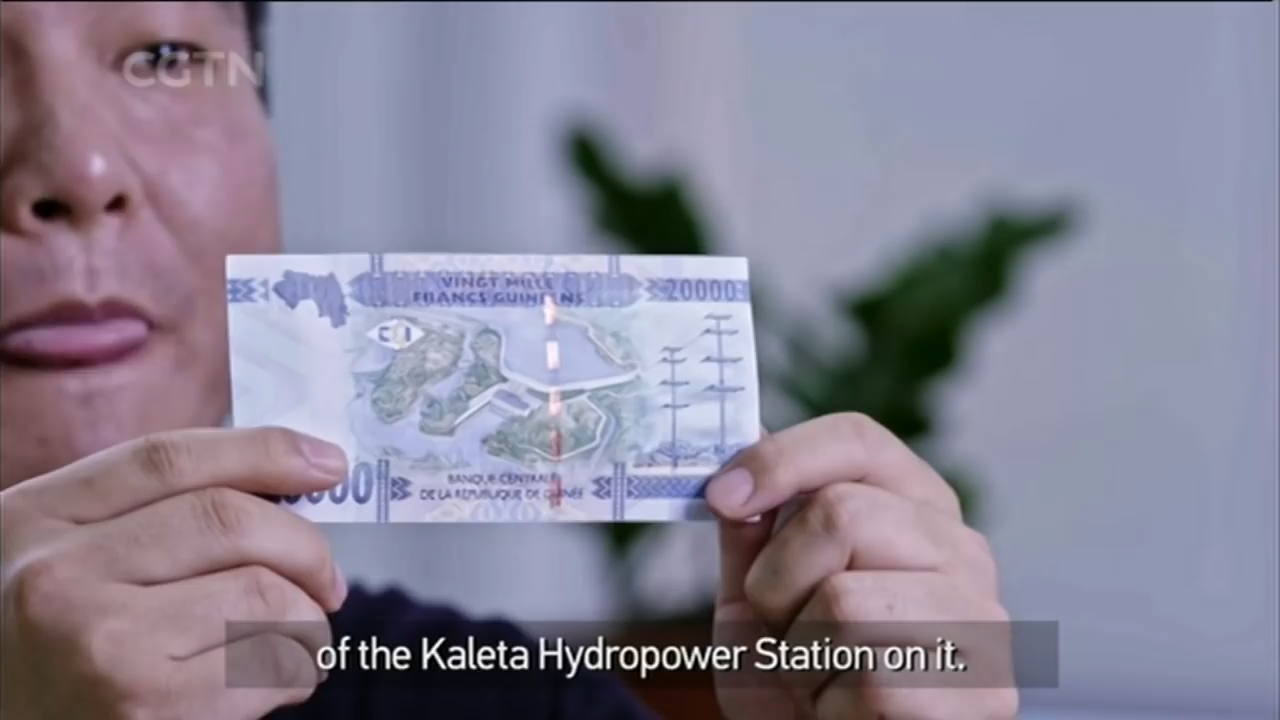 CGTN
VINGT MILLE
FRANCS GUINÉENS
20000
BANQUE CENTRALE
DE LA RÉPUBLIQUE DE GUINÉE
of the Kaleta Hydropower Station on it.